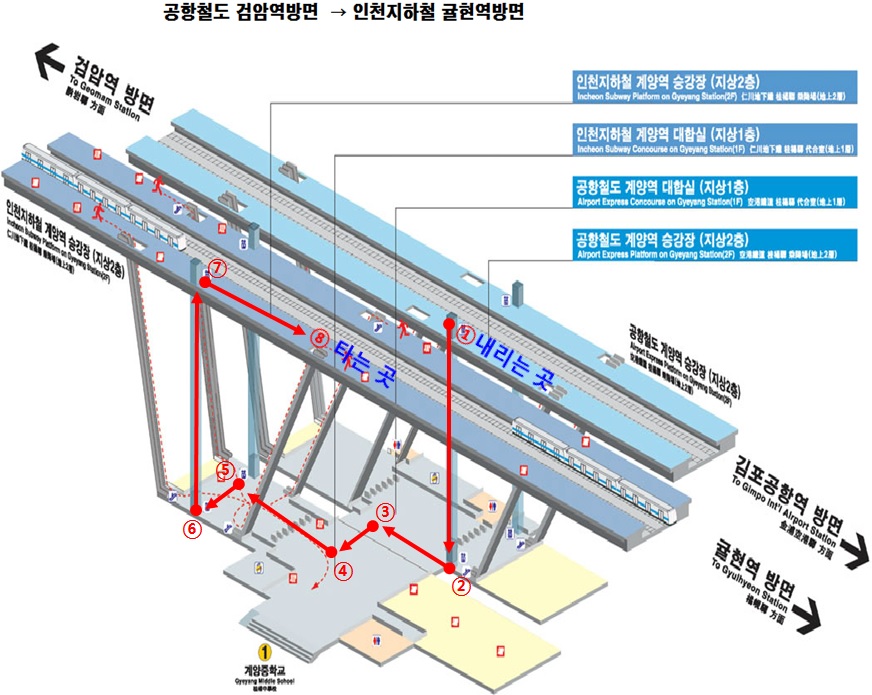 공항철도 검암역방면 → 인천지하철 귤현역방면
검암역 방면
To Geomam Station
黔岩驛 方面
인천지하철 계양역 승강장 (지상2층)
Incheon Subway Platform on Gyeyang Station(2F) 仁川地下鐵 桂陽驛 乘降場(地上2層)
인천지하철 계양역 대합실 (지상1층)
Incheon Subway Concourse on Gyeyang Station(1F) 仁川地下鐵 桂陽驛 代合室(地上1層)
공항철도 계양역 대합실 (지상1층)
Airport Express Concourse on Gyeyang Station(1F) 空港鐵道 桂陽驛 代合室(地上1層)
공항철도 계양역 승강장 (지상2층)
Airport Express Platform on Gyeyang Station(2F) 空港鐵道 桂陽驛 乘降場(地上2層)
인천지하철 계양역 승강장 (지상2층)
Incheon Subway Platform on Gyeyang Station(2F)
仁川地下鐵 桂陽驛 乘降場(地上2層)
⑦
⑧
타는 곳
①
내리는 곳
공항철도 계양역 승강장 (지상2층)
Airport Express Platform on Gyeyang Station(2F)
空港鐵道 桂陽驛 乘降場(地上2層)
⑤
⑥
③
④
②
김포공항역 방면
To Gimpo Int'l Airport Station
金浦空港驛 方面
귤현역 방면
To Gyulhyeon Station
橘峴驛 方面
1
계양중학교
Gyeyang Middle School
桂陽中學校